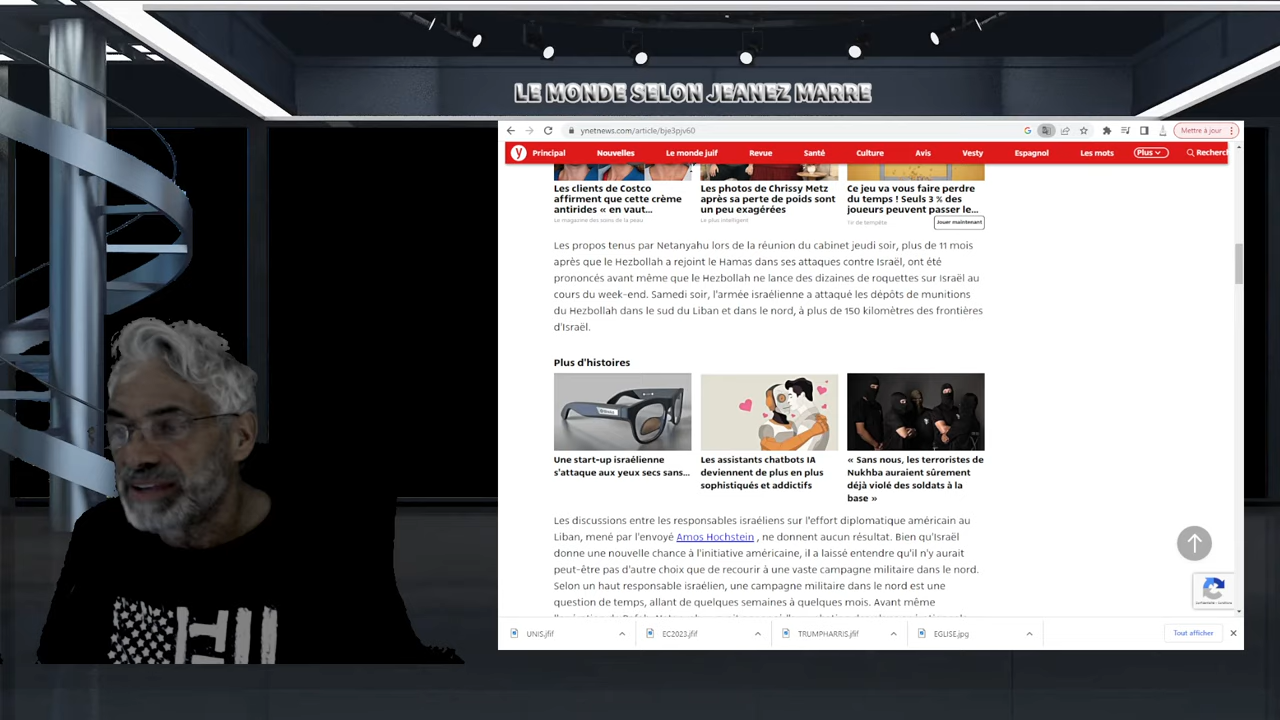 LE MONDE SELON JEANEZ MARRE
ynetnews.com/article/bje3pjv60
Mettre à jour
y Principal Nouvelles Le monde juif Revue Santé Culture Avis Vesty Espagnol Les mots Plus Recherch
Les clients de Costco
affirment que cette crème
antirides « en vaut...
Le magazine des soins de la peau
Les photos de Chrissy Metz
après sa perte de poids sont
un peu exagérées
Le plus intelligent
Ce jeu va vous faire perdre
du temps ! Seuls 3 % des
joueurs peuvent passer le...
Jouer maintenant
Les propos tenus par Netanyahu lors de la réunion du cabinet jeudi soir, plus de 11 mois
après que le Hezbollah a rejoint le Hamas dans ses attaques contre Israël, ont été
prononcés avant même que le Hezbollah ne lance des dizaines de roquettes sur Israël au
cours du week-end. Samedi soir, l'armée israélienne a attaqué les dépôts de munitions
du Hezbollah dans le sud du Liban et dans le nord, à plus de 150 kilomètres des frontières
d'Israël.
Plus d'histoires
Une start-up israélienne
s'attaque aux yeux secs sans...
Les assistants chatbots IA
deviennent de plus en plus
sophistiqués et addictifs
« Sans nous, les terroristes de
Nukhba auraient sûrement
déjà violé des soldats à la
base »
Les discussions entre les responsables israéliens sur l'effort diplomatique américain au
Liban, mené par l'envoyé Amos Hochstein , ne donnent aucun résultat. Bien qu'Israël
donne une nouvelle chance à l'initiative américaine, il a laissé entendre qu'il n'y aurait
peut-être pas d'autre choix que de recourir à une vaste campagne militaire dans le nord.
Selon un haut responsable israélien, une campagne militaire dans le nord est une
question de temps, allant de quelques semaines à quelques mois. Avant même
UNIS.jfif
EC2023.jfif
TRUMPHARRIS.jfif
EGLISE.jpg
Tout afficher